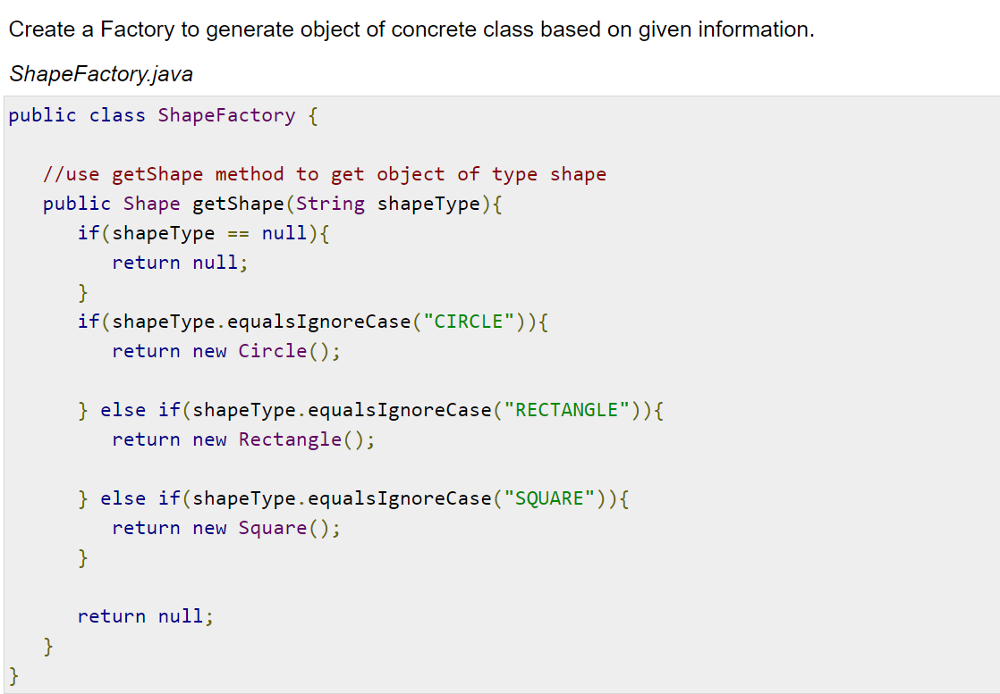 Create a Factory to generate object of concrete class based on given information.
ShapeFactory.java
public class ShapeFactory {
//use getShape method to get object of type shape
public Shape getShape(String shapeType){
if(shapeType == null){
return null;
}
if(shapeType.equalsIgnoreCase("CIRCLE")){
return new Circle();
} else if(shapeType.equalsIgnoreCase("RECTANGLE")){
return new Rectangle();
} else if(shapeType.equalsIgnoreCase("SQUARE")){
return new Square();
}
return null;
}
}